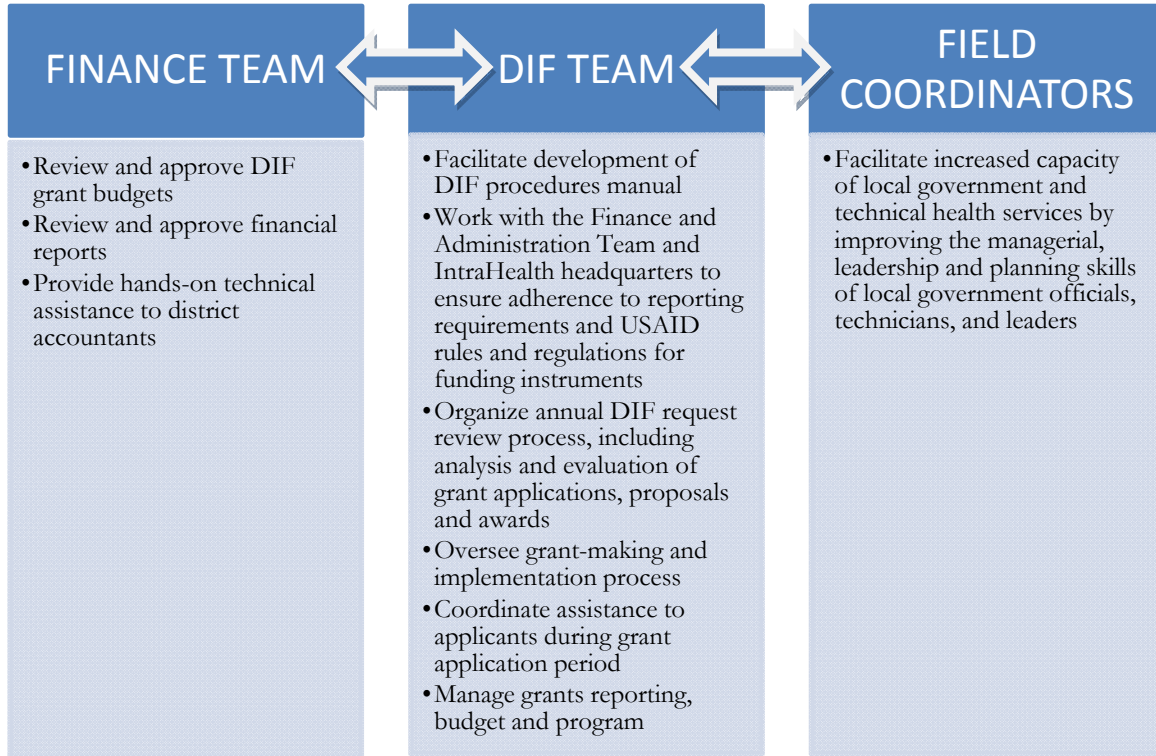 FINANCE TEAM
• Review and approve DIF
grant budgets
• Review and approve financial
reports
• Provide hands-on technical
assistance to district
accountants
DIF TEAM
• Facilitate development of
DIF procedures manual
• Work with the Finance and
Administration Team and
IntraHealth headquarters to
ensure adherence to reporting
requirements and USAID
rules and regulations for
funding instruments
• Organize annual DIF request
review process, including
analysis and evaluation of
grant applications, proposals
and awards
• Oversee grant-making and
implementation process
• Coordinate assistance to
applicants during grant
application period
• Manage grants reporting,
budget and program
FIELD
COORDINATORS
• Facilitate increased capacity
of local government and
technical health services by
improving the managerial,
leadership and planning skills
of local government officials,
technicians, and leaders